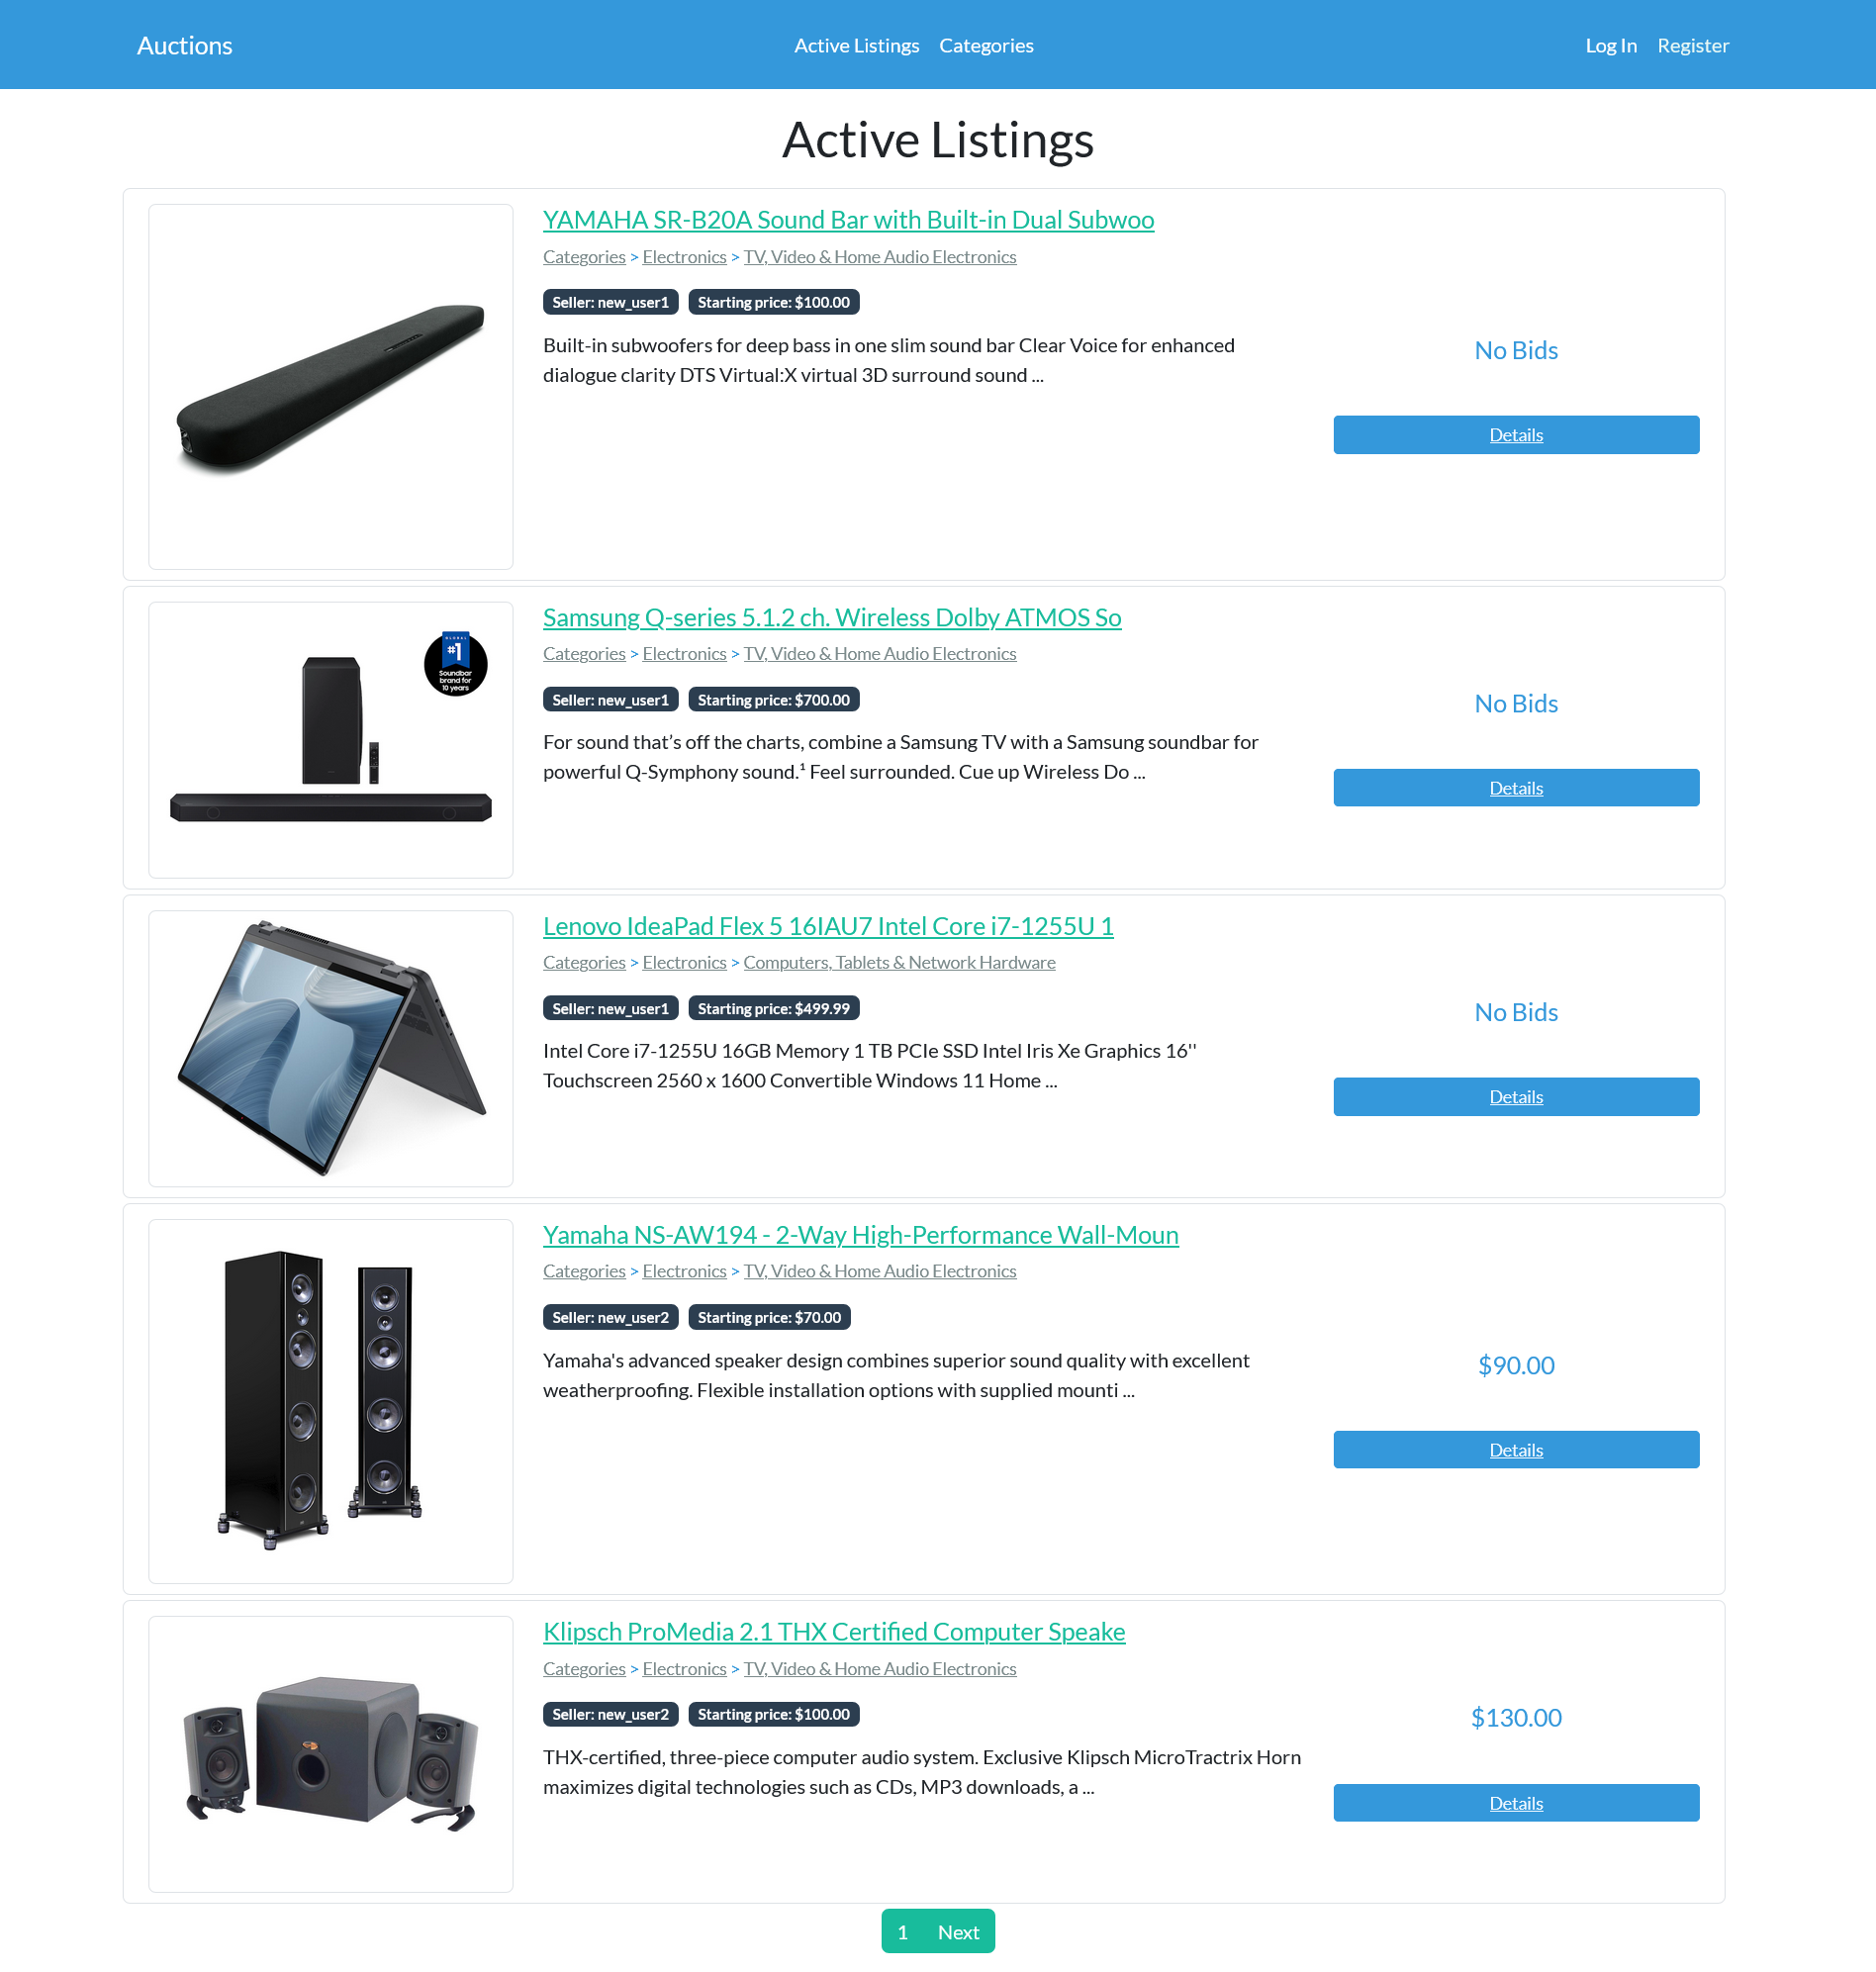 Auctions
Active Listings
Categories
Log In
Register
Active Listings
YAMAHA SR-B20A Sound Bar with Built-in Dual Subwoo
Categories > Electronics > TV, Video & Home Audio Electronics
Seller: new_user1 Starting price: $100.00
Built-in subwoofers for deep bass in one slim sound bar Clear Voice for enhanced
dialogue clarity DTS Virtual:X virtual 3D surround sound ...
No Bids
Details
GLOBAL
#1
Soundbar
brand for
10 years
Samsung Q-series 5.1.2 ch. Wireless Dolby ATMOS So
Categories > Electronics > TV, Video & Home Audio Electronics
Seller: new_user1 Starting price: $700.00
For sound that’s off the charts, combine a Samsung TV with a Samsung soundbar for
powerful Q-Symphony sound.¹ Feel surrounded. Cue up Wireless Do ...
No Bids
Details
Lenovo IdeaPad Flex 5 16IAU7 Intel Core i7-1255U 1
Categories > Electronics > Computers, Tablets & Network Hardware
Seller: new_user1 Starting price: $499.99
Intel Core i7-1255U 16GB Memory 1 TB PCIe SSD Intel Iris Xe Graphics 16''
Touchscreen 2560 x 1600 Convertible Windows 11 Home ...
No Bids
Details
Yamaha NS-AW194 - 2-Way High-Performance Wall-Moun
Categories > Electronics > TV, Video & Home Audio Electronics
Seller: new_user2 Starting price: $70.00
Yamaha's advanced speaker design combines superior sound quality with excellent
weatherproofing. Flexible installation options with supplied mounti ...
$90.00
Details
Klipsch ProMedia 2.1 THX Certified Computer Speake
Categories > Electronics > TV, Video & Home Audio Electronics
Seller: new_user2 Starting price: $100.00
THX-certified, three-piece computer audio system. Exclusive Klipsch MicroTractrix Horn
maximizes digital technologies such as CDs, MP3 downloads, a ...
$130.00
Details
1 Next